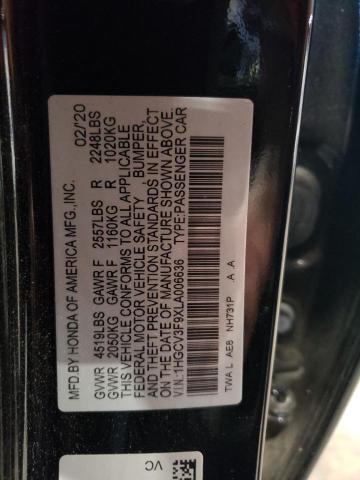 MFD BY HONDA OF AMERICA MFG.,INC. 02/'20
GVWR 4519LBS GAWR F 2557LBS R 2248LBS
GVWR 2050KG GAWR F 1160KG R 1020KG
THIS VEHICLE CONFORMS TO ALL APPLICABLE
FEDERAL MOTOR VEHICLE SAFETY BUMPER,
AND THEFT PREVENTION STANDARDS IN EFFECT
ON THE DATE OF MANUFACTURE SHOWN ABOVE.
V.I.N.:1HGCV3F9XLA006636 TYPE:PASSENGER CAR
TWA L AE8 NH731P A A
VC